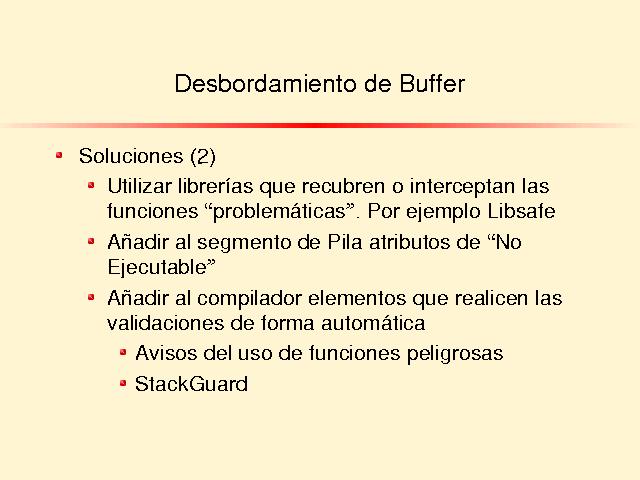 Desbordamiento de Buffer
Soluciones (2)
Utilizar librerías que recubren o interceptan las
funciones “problemáticas”. Por ejemplo Libsafe
Añadir al segmento de Pila atributos de “No
Ejecutable”
Añadir al compilador elementos que realicen las
validaciones de forma automática
Avisos del uso de funciones peligrosas
StackGuard